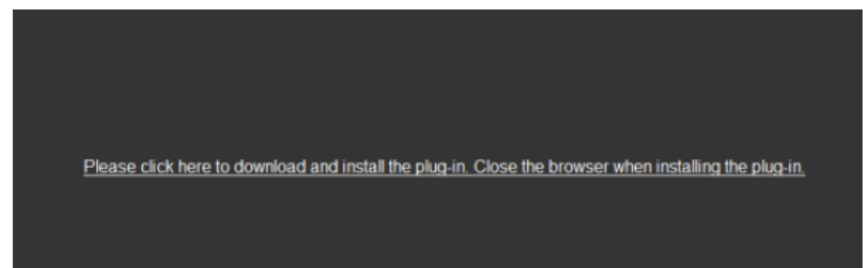 Please click here to download and install the plug-in. Close the browser when installing the plug-in.